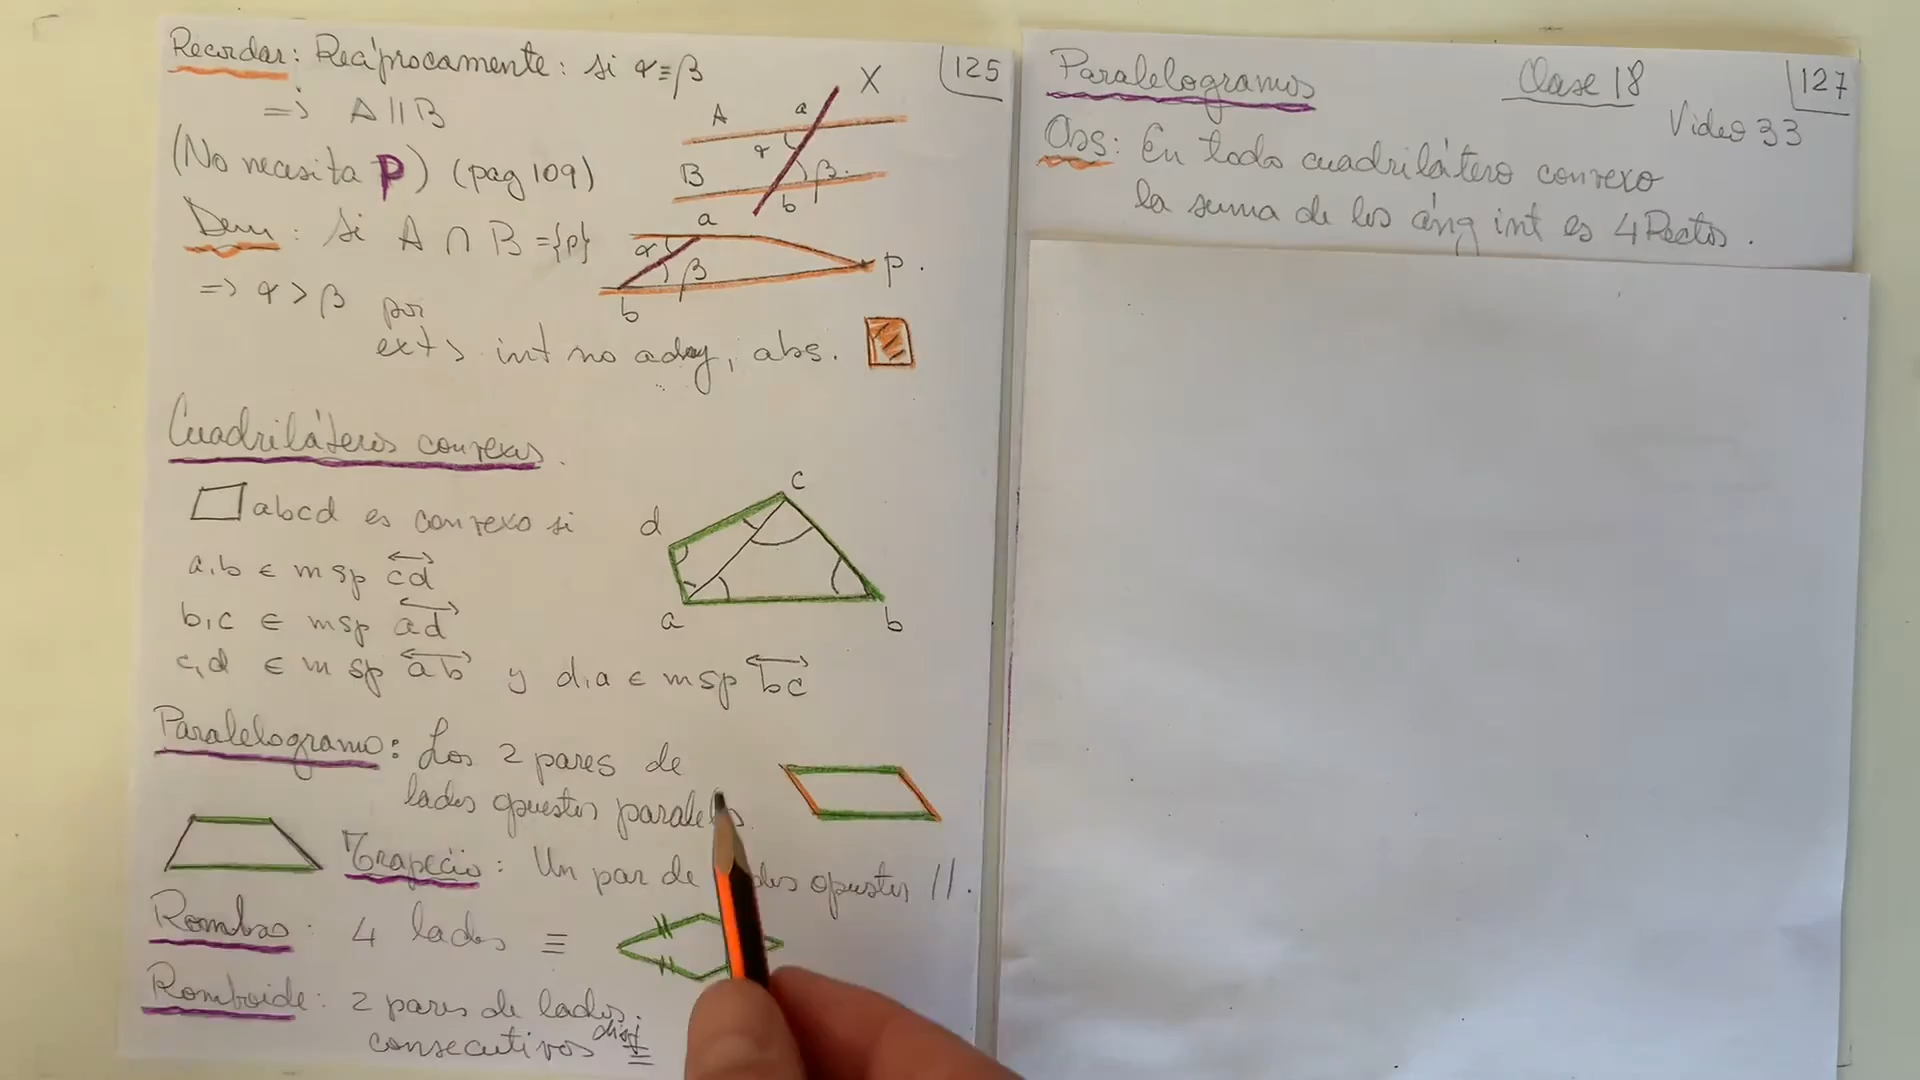 Recordar: Recíprocamente: si α≡β
125
=> A // B
X
A
a
α
(No necesita P) (pag 109)
B
β
b
Dem: Si A ∩ B = {p}
a
α
β
p.
b
=> α > β por
ext > int no aday, abs.
Cuadriláteros convexos.
abcd es convexo si
d
c
a
b
a,b ∈ msp cd
b,c ∈ msp ad
c,d ∈ msp ab y d,a ∈ msp bc
Paralelogramo: Los 2 pares de
lados opuestos paralelos.
Trapecio: Un par de lados opuestos //.
Rombo: 4 lados ≡
Romboide: 2 pares de lados
consecutivos dist ≡
Paralelogramos
Clase 18
127
Video 33
Obs: En todo cuadrilátero convexo
la suma de los áng int es 4 Rectos.